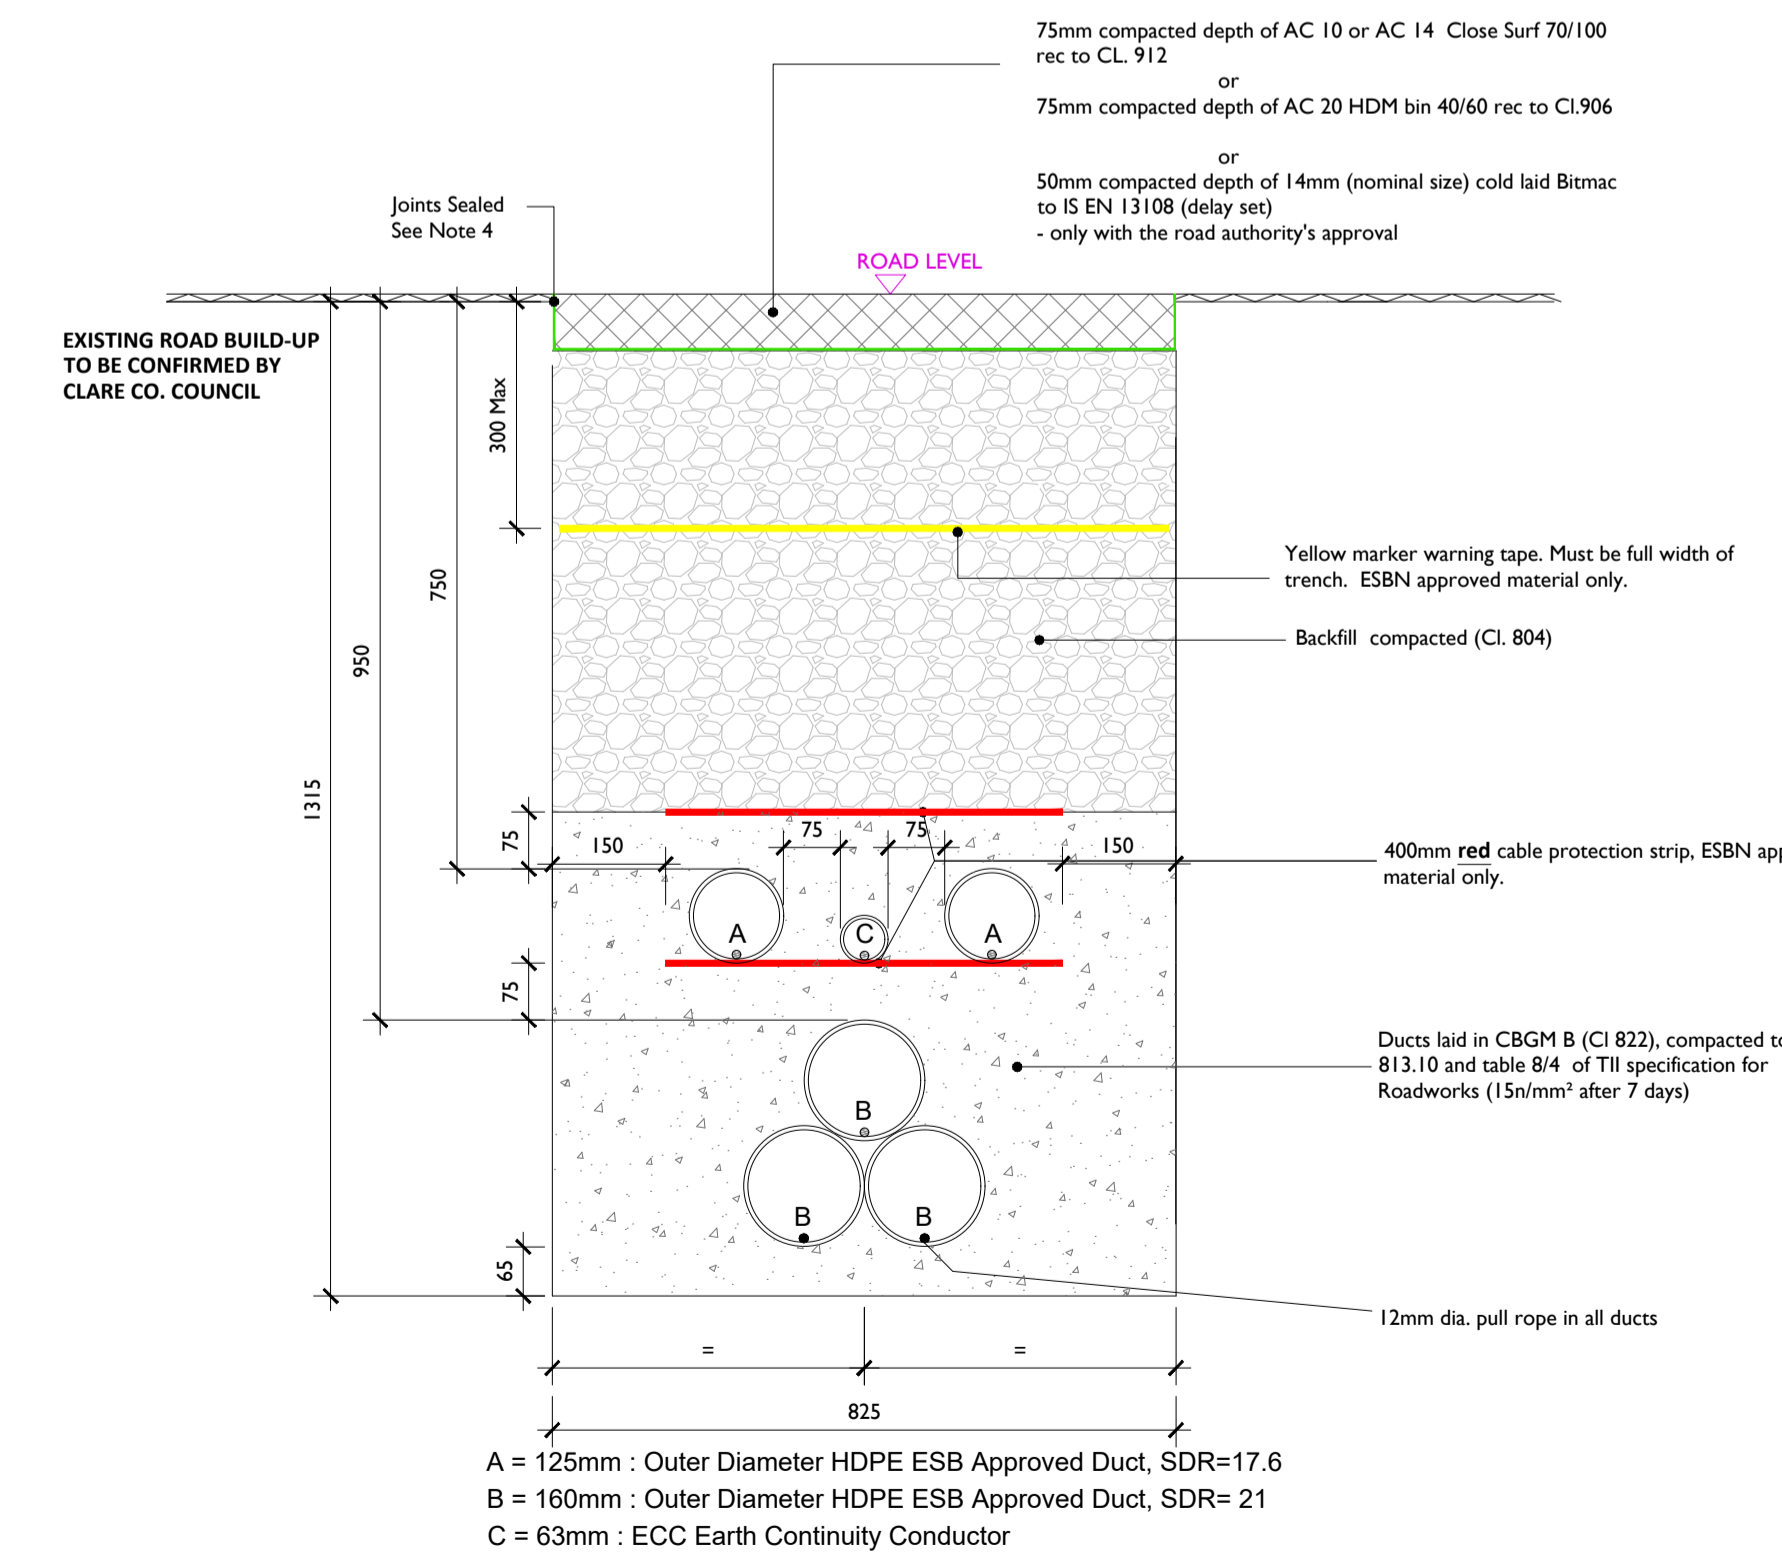 75mm compacted depth of AC 10 or AC 14 Close Surf 70/100
rec to CL. 912
or
75mm compacted depth of AC 20 HDM bin 40/60 rec to Cl.906
or
50mm compacted depth of 14mm (nominal size) cold laid Bitmac
to IS EN 13108 (delay set)
- only with the road authority's approval
Joints Sealed
See Note 4
ROAD LEVEL
EXISTING ROAD BUILD-UP
TO BE CONFIRMED BY
CLARE CO. COUNCIL
300 Max
750
950
1315
Yellow marker warning tape. Must be full width of
trench. ESBN approved material only.
Backfill compacted (Cl. 804)
75
150
75
75
150
400mm red cable protection strip, ESBN
material only.
A
C
A
75
Ducts laid in CBGM B (Cl 822), compacted
813.10 and table 8/4 of TII specification for
Roadworks (15n/mm² after 7 days)
B
B
B
65
12mm dia. pull rope in all ducts
=
=
825
A = 125mm : Outer Diameter HDPE ESB Approved Duct, SDR=17.6
B = 160mm : Outer Diameter HDPE ESB Approved Duct, SDR= 21
C = 63mm : ECC Earth Continuity Conductor